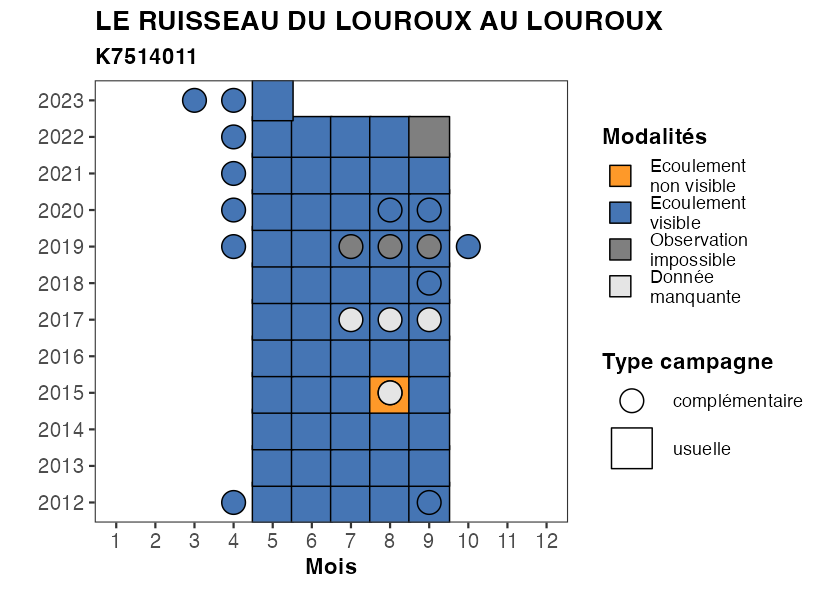 LE RUISSEAU DU LOUROUX AU LOUROUX
K7514011
2023
2022
2021
2020
2019
2018
2017
2016
2015
2014
2013
2012
1 2 3 4 5 6 7 8 9 10 11 12
Mois
Modalités
Ecoulement
non visible
Ecoulement
visible
Observation
impossible
Donnée
manquante
Type campagne
complémentaire
usuelle